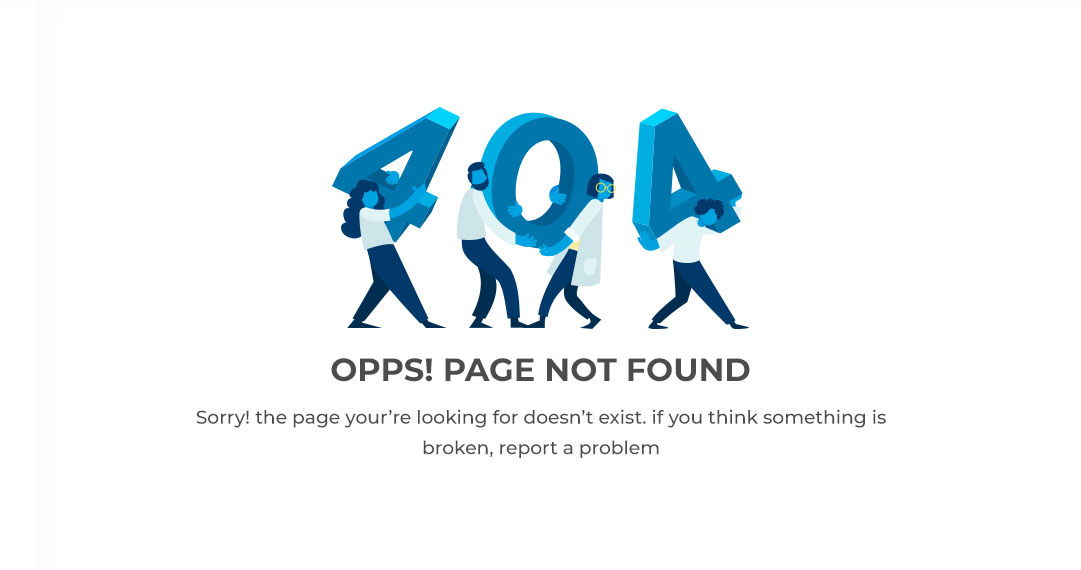 404
OPPS! PAGE NOT FOUND
Sorry! the page your’re looking for doesn’t exist. if you think something is
broken, report a problem